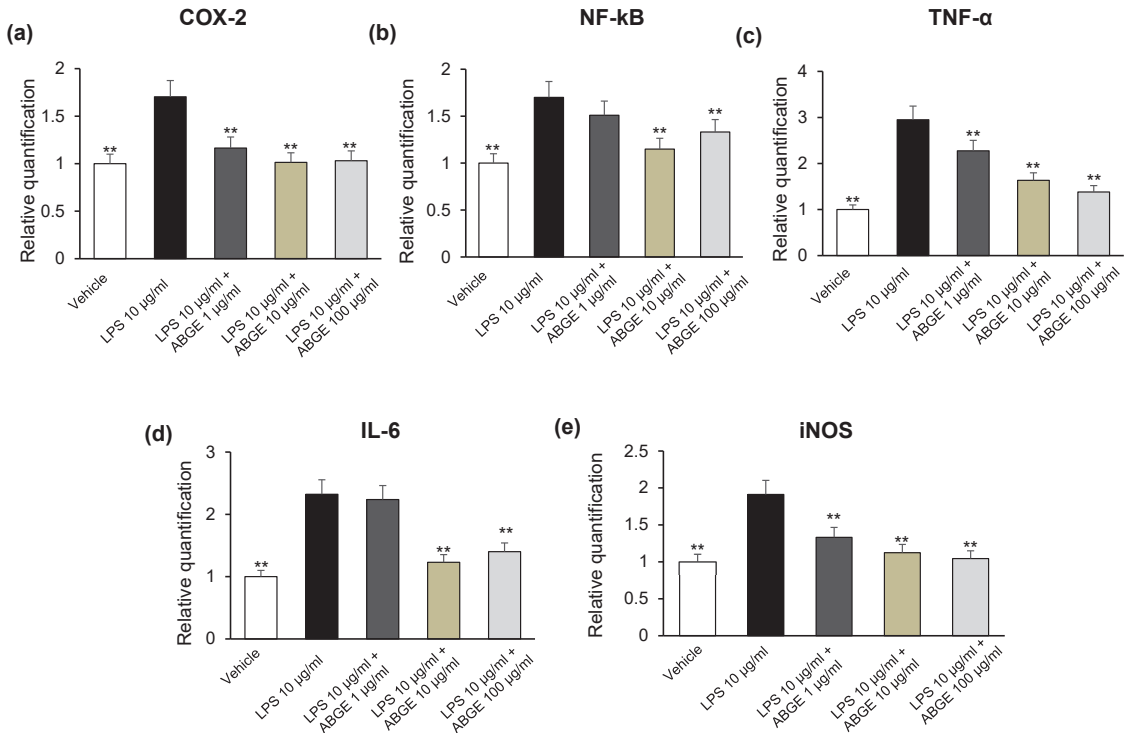 (a)
COX-2
Relative quantification
2
1.5
1
0.5
0
**
**
**
**
Vehicle
LPS 10 µg/ml
LPS 10 µg/ml +
ABGE 1 µg/ml
LPS 10 µg/ml +
ABGE 10 µg/ml
LPS 10 µg/ml +
ABGE 100 µg/ml
(b)
NF-kB
Relative quantification
2
1.5
1
0.5
0
**
**
**
Vehicle
LPS 10 µg/ml
LPS 10 µg/ml +
ABGE 1 µg/ml
LPS 10 µg/ml +
ABGE 10 µg/ml
LPS 10 µg/ml +
ABGE 100 µg/ml
(c)
TNF-α
Relative quantification
4
3
2
1
0
**
**
**
**
Vehicle
LPS 10 µg/ml
LPS 10 µg/ml +
ABGE 1 µg/ml
LPS 10 µg/ml +
ABGE 10 µg/ml
LPS 10 µg/ml +
ABGE 100 µg/ml
(d)
IL-6
Relative quantification
3
2
1
0
**
**
**
Vehicle
LPS 10 µg/ml
LPS 10 µg/ml +
ABGE 1 µg/ml
LPS 10 µg/ml +
ABGE 10 µg/ml
LPS 10 µg/ml +
ABGE 100 µg/ml
(e)
iNOS
Relative quantification
2.5
2
1.5
1
0.5
0
**
**
**
**
Vehicle
LPS 10 µg/ml
LPS 10 µg/ml +
ABGE 1 µg/ml
LPS 10 µg/ml +
ABGE 10 µg/ml
LPS 10 µg/ml +
ABGE 100 µg/ml